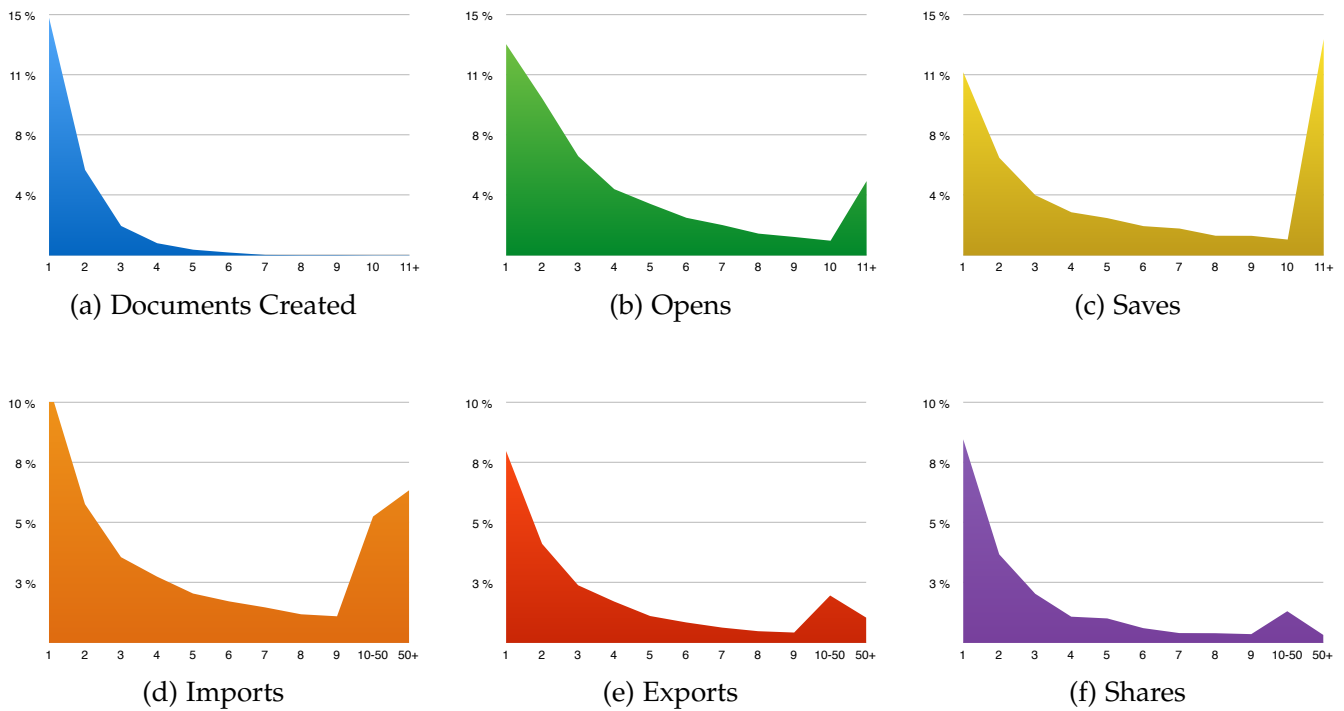 15 %
11 %
8 %
4 %
1 2 3 4 5 6 7 8 9 10 11+
(a) Documents Created
15 %
11 %
8 %
4 %
1 2 3 4 5 6 7 8 9 10 11+
(b) Opens
15 %
11 %
8 %
4 %
1 2 3 4 5 6 7 8 9 10 11+
(c) Saves
10 %
8 %
5 %
3 %
1 2 3 4 5 6 7 8 9 10-50 50+
(d) Imports
10 %
8 %
5 %
3 %
1 2 3 4 5 6 7 8 9 10-50 50+
(e) Exports
10 %
8 %
5 %
3 %
1 2 3 4 5 6 7 8 9 10-50 50+
(f) Shares